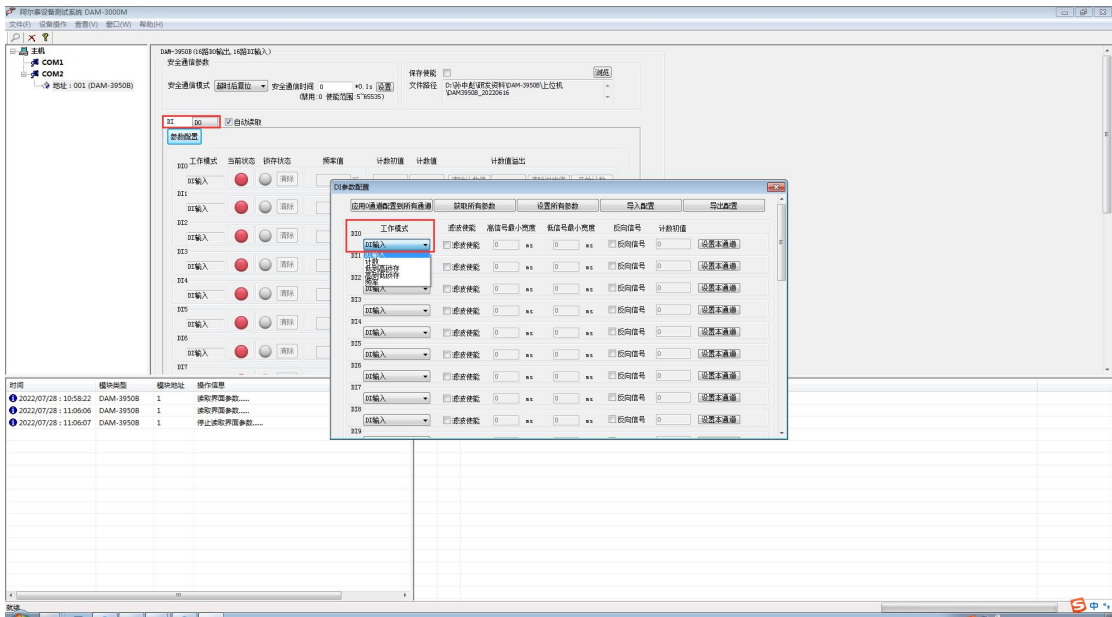 阿尔泰设备测试系统 DAM-3000M
文件(F) 设备操作 查看(V) 窗口(W) 帮助(H)
主机
COM1
COM2
地址：001 (DAM-3950B)
DAM-3950B(16路DO输出, 16路DI输入)
安全通信参数
安全通信模式 超时后置位 安全通信时间 0 *0.1s 设置
(禁用:0 使能范围:5~65535)
保存使能 浏览
文件路径 D:\孙中彪\研发资料\DAM-3950B\上位机
\DAM3950B_20220616
DI DO 自动读取
参数配置
工作模式 当前状态 锁存状态 频率值 计数初值 计数值 计数值溢出
DI0
DI输入 清除
DI1
DI输入 清除
DI2
DI输入 清除
DI3
DI输入 清除
DI4
DI输入 清除
DI5
DI输入 清除
DI6
DI输入 清除
DI7
DI参数配置
应用0通道配置到所有通道 获取所有参数 设置所有参数 导入配置 导出配置
工作模式 滤波使能 高信号最小宽度 低信号最小宽度 反向信号 计数初值
DI0
DI输入 滤波使能 0 ms 0 ms 反向信号 0 设置本通道
DI1
计数
低到高锁存
高到低锁存
频率
滤波使能 0 ms 0 ms 反向信号 0 设置本通道
DI2
DI输入 滤波使能 0 ms 0 ms 反向信号 0 设置本通道
DI3
DI输入 滤波使能 0 ms 0 ms 反向信号 0 设置本通道
DI4
DI输入 滤波使能 0 ms 0 ms 反向信号 0 设置本通道
DI5
DI输入 滤波使能 0 ms 0 ms 反向信号 0 设置本通道
DI6
DI输入 滤波使能 0 ms 0 ms 反向信号 0 设置本通道
DI7
DI输入 滤波使能 0 ms 0 ms 反向信号 0 设置本通道
DI8
DI输入 滤波使能 0 ms 0 ms 反向信号 0 设置本通道
DI9
时间 模块类型 模块地址 操作信息
2022/07/28 : 10:58:22 DAM-3950B 1 读取界面参数......
2022/07/28 : 11:06:06 DAM-3950B 1 读取界面参数......
2022/07/28 : 11:06:07 DAM-3950B 1 停止读取界面参数......
就绪
中